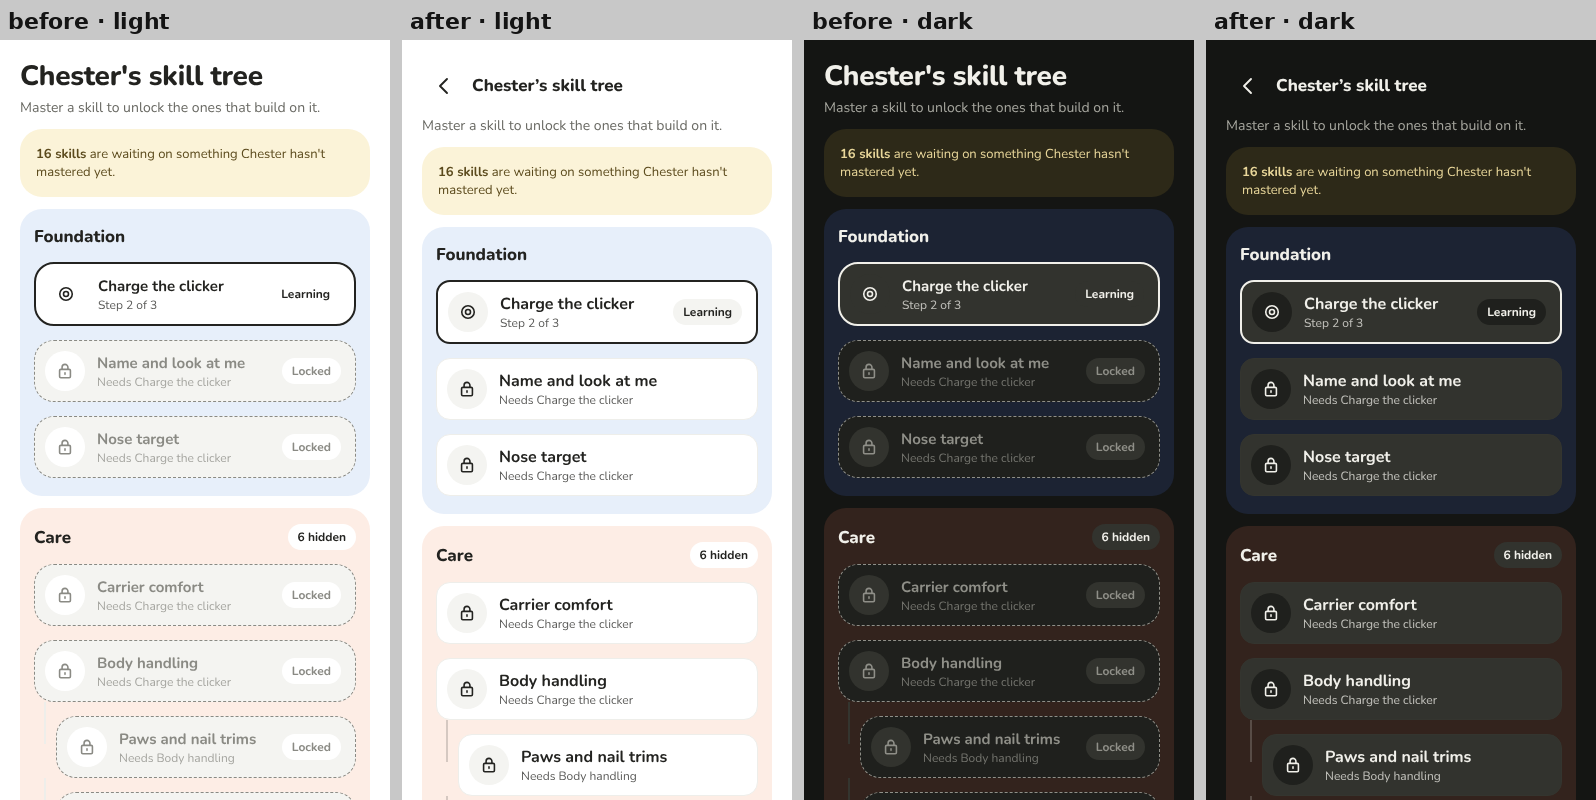 before · light
Chester's skill tree
Master a skill to unlock the ones that build on it.
16 skills are waiting on something Chester hasn't
mastered yet.
Foundation
Charge the clicker
Step 2 of 3
Learning
Name and look at me
Needs Charge the clicker
Locked
Nose target
Needs Charge the clicker
Locked
Care
6 hidden
Carrier comfort
Needs Charge the clicker
Locked
Body handling
Needs Charge the clicker
Locked
Paws and nail trims
Needs Body handling
Locked
after · light
Chester’s skill tree
Master a skill to unlock the ones that build on it.
16 skills are waiting on something Chester hasn't
mastered yet.
Foundation
Charge the clicker
Step 2 of 3
Learning
Name and look at me
Needs Charge the clicker
Nose target
Needs Charge the clicker
Care
6 hidden
Carrier comfort
Needs Charge the clicker
Body handling
Needs Charge the clicker
Paws and nail trims
Needs Body handling
before · dark
Chester's skill tree
Master a skill to unlock the ones that build on it.
16 skills are waiting on something Chester hasn't
mastered yet.
Foundation
Charge the clicker
Step 2 of 3
Learning
Name and look at me
Needs Charge the clicker
Locked
Nose target
Needs Charge the clicker
Locked
Care
6 hidden
Carrier comfort
Needs Charge the clicker
Locked
Body handling
Needs Charge the clicker
Locked
Paws and nail trims
Needs Body handling
Locked
after · dark
Chester’s skill tree
Master a skill to unlock the ones that build on it.
16 skills are waiting on something Chester hasn't
mastered yet.
Foundation
Charge the clicker
Step 2 of 3
Learning
Name and look at me
Needs Charge the clicker
Nose target
Needs Charge the clicker
Care
6 hidden
Carrier comfort
Needs Charge the clicker
Body handling
Needs Charge the clicker
Paws and nail trims
Needs Body handling